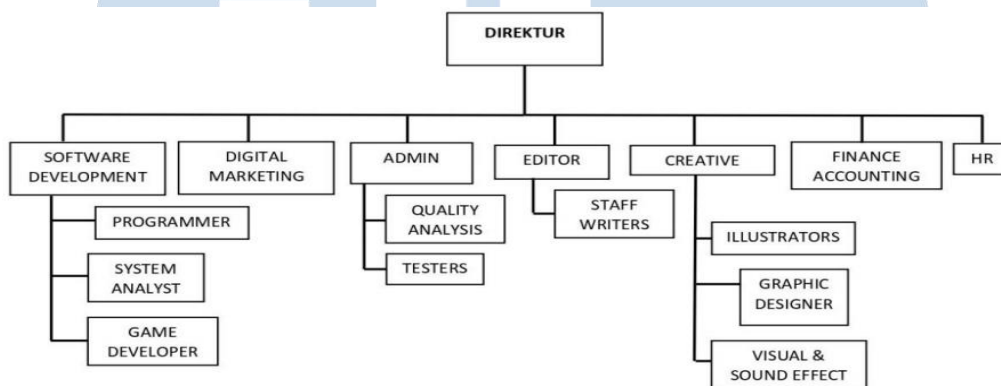 DIREKTUR
SOFTWARE
DEVELOPMENT
DIGITAL
MARKETING
ADMIN
EDITOR
CREATIVE
FINANCE
ACCOUNTING
HR
PROGRAMMER
SYSTEM
ANALYST
GAME
DEVELOPER
QUALITY
ANALYSIS
TESTERS
STAFF
WRITERS
ILLUSTRATORS
GRAPHIC
DESIGNER
VISUAL &
SOUND EFFECT